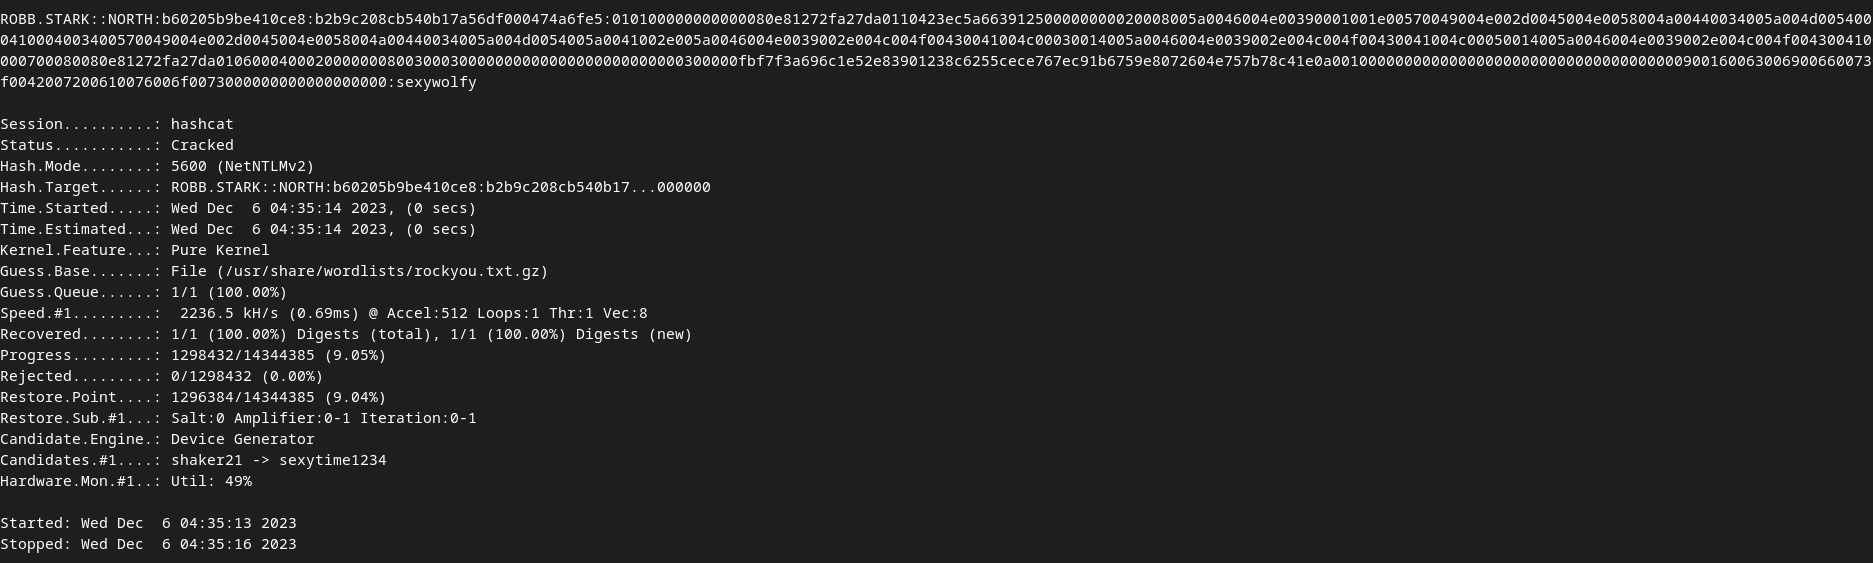 ROBB.STARK::NORTH:b60205b9be410ce8:b2b9c208cb540b17a56df000474a6fe5:010100000000000080e81272fa27da0110423ec5a66391250000000002000800 5a0046004e00390001001e00570049004e002d0045004e0058004a00440034005a004d005400
f0042007200610076006f007300000000000000000000:sexywolfy
Session..........: hashcat
Status...........: Cracked
Hash.Mode........: 5600 (NetNTLMv2)
Hash.Target......: ROBB.STARK::NORTH:b60205b9be410ce8:b2b9c208cb540b17...000000
Time.Started.....: Wed Dec  6 04:35:14 2023, (0 secs)
Time.Estimated...: Wed Dec  6 04:35:14 2023, (0 secs)
Kernel.Feature...: Pure Kernel
Guess.Base.......: File (/usr/share/wordlists/rockyou.txt.gz)
Guess.Queue......: 1/1 (100.00%)
Speed.#1.........:  2236.5 kH/s (0.69ms) @ Accel:512 Loops:1 Thr:1 Vec:8
Recovered........: 1/1 (100.00%) Digests (total), 1/1 (100.00%) Digests (new)
Progress.........: 1298432/14344385 (9.05%)
Rejected.........: 0/1298432 (0.00%)
Restore.Point....: 1296384/14344385 (9.04%)
Restore.Sub.#1...: Salt:0 Amplifier:0-1 Iteration:0-1
Candidate.Engine.: Device Generator
Candidates.#1....: shaker21 -> sexytime1234
Hardware.Mon.#1..: Util: 49%
Started: Wed Dec  6 04:35:13 2023
Stopped: Wed Dec  6 04:35:16 2023